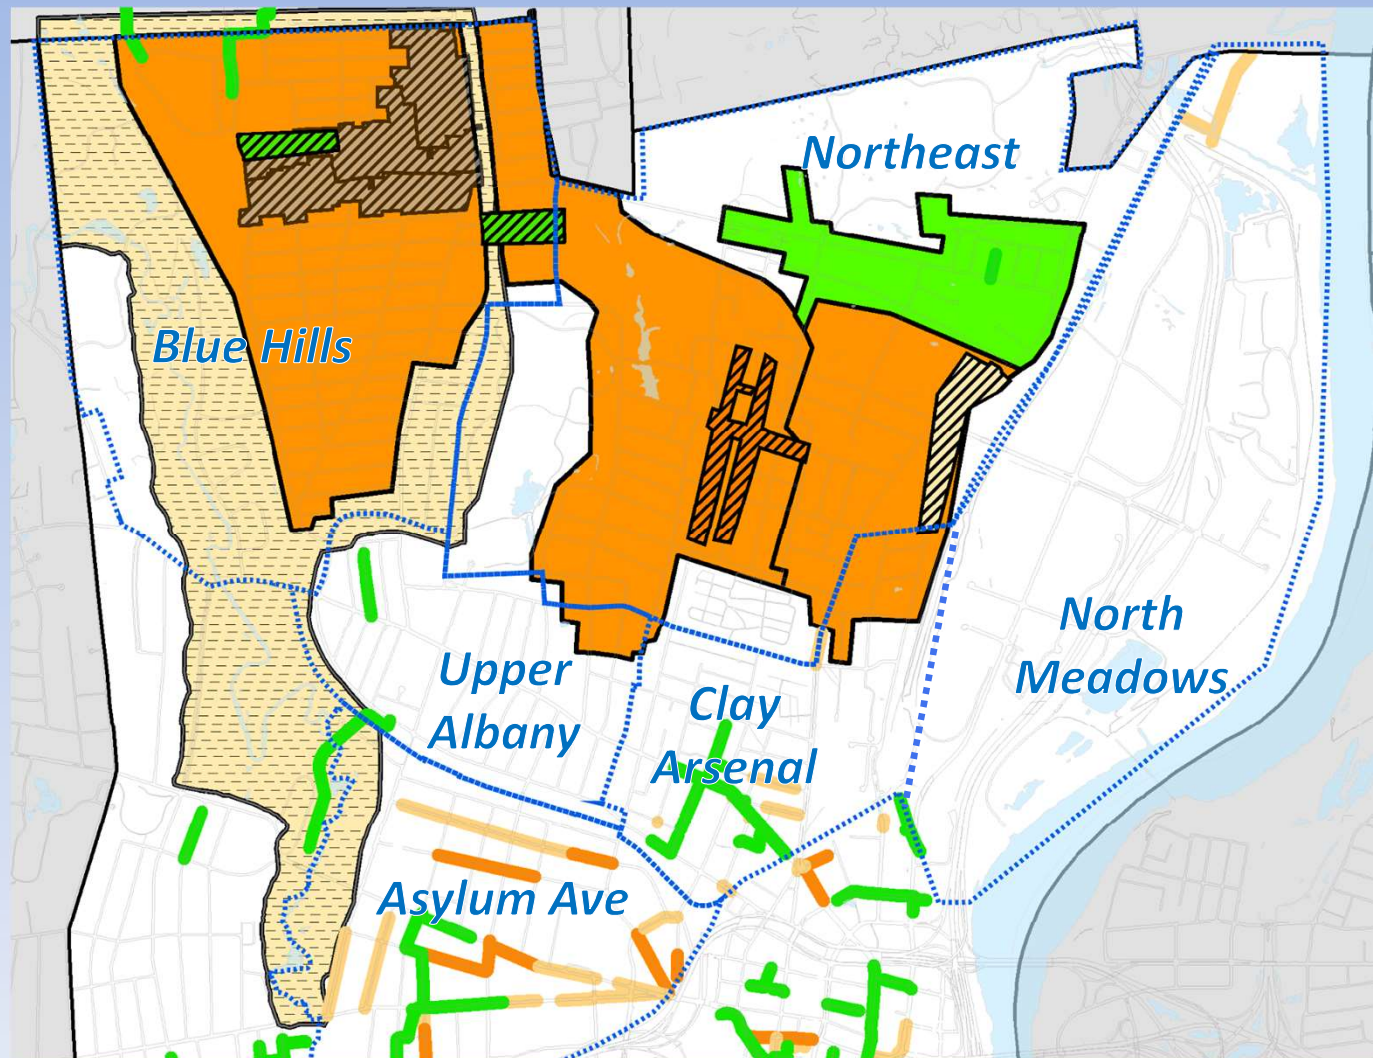 Northeast
Blue Hills
North
Meadows
Upper
Albany
Clay
Arsenal
Asylum Ave